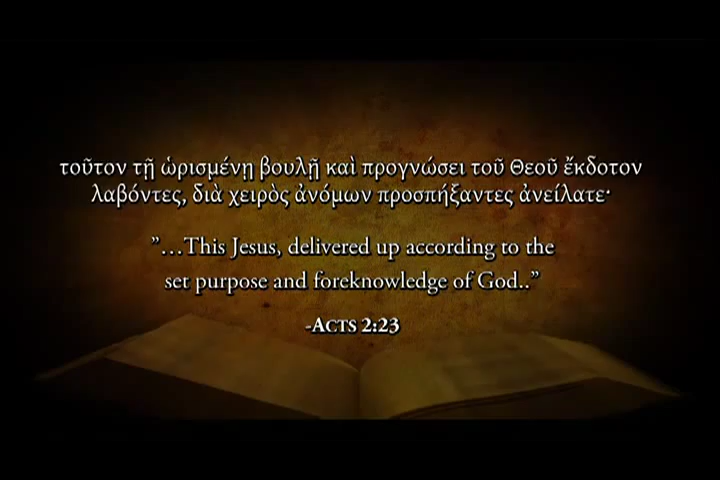 τοῦτον τῇ ὡρισμένῃ βουλῇ καὶ προγνώσει τοῦ Θεοῦ ἔκδοτον
λαβόντες, διὰ χειρὸς ἀνόμων προσπήξαντες ἀνείλατε·
”...This Jesus, delivered up according to the
set purpose and foreknowledge of God..”
-ACTS 2:23